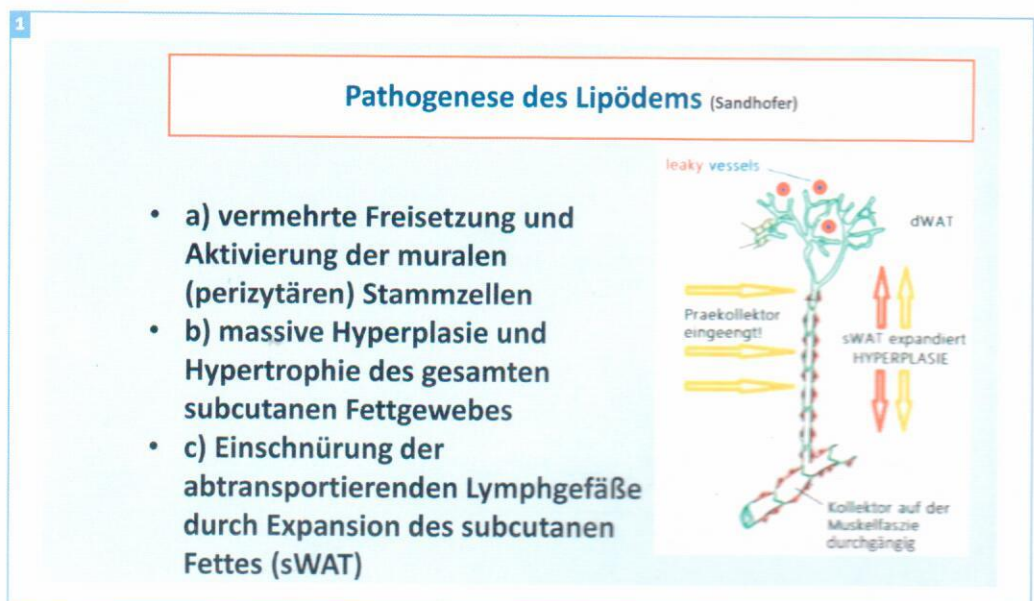 1
Pathogenese des Lipödems (Sandhofer)
• a) vermehrte Freisetzung und
Aktivierung der muralen
(perizytären) Stammzellen
• b) massive Hyperplasie und
Hypertrophie des gesamten
subcutanen Fettgewebes
• c) Einschnürung der
abtransportierenden Lymphgefäße
durch Expansion des subcutanen
Fettes (sWAT)
leaky vessels
dWAT
Praekollektor
eingeengt!
sWAT expandiert
HYPERPLASIE
Kollektor auf der
Muskelfaszie
durchgängig